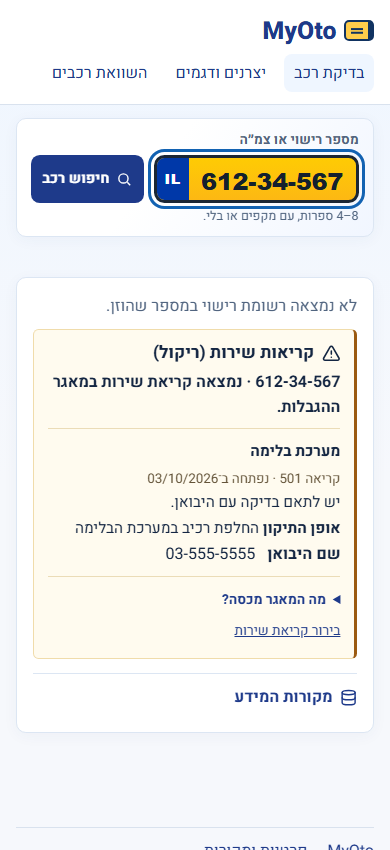 MyOto
בדיקת רכב
יצרנים ודגמים
השוואת רכבים
מספר רישוי או צמ״ה
612-34-567
IL
חיפוש רכב
4–8 ספרות, עם מקפים או בלי.
לא נמצאה רשומת רישוי במספר שהוזן.
קריאות שירות (ריקול)
612-34-567 · נמצאה קריאת שירות במאגר
ההגבלות.
מערכת בלימה
קריאה 501 · נפתחה ב־03/10/2026
יש לתאם בדיקה עם היבואן.
אופן התיקון החלפת רכיב במערכת הבלימה
שם היבואן 03-555-5555
מה המאגר מכסה?
בירור קריאת שירות
מקורות המידע